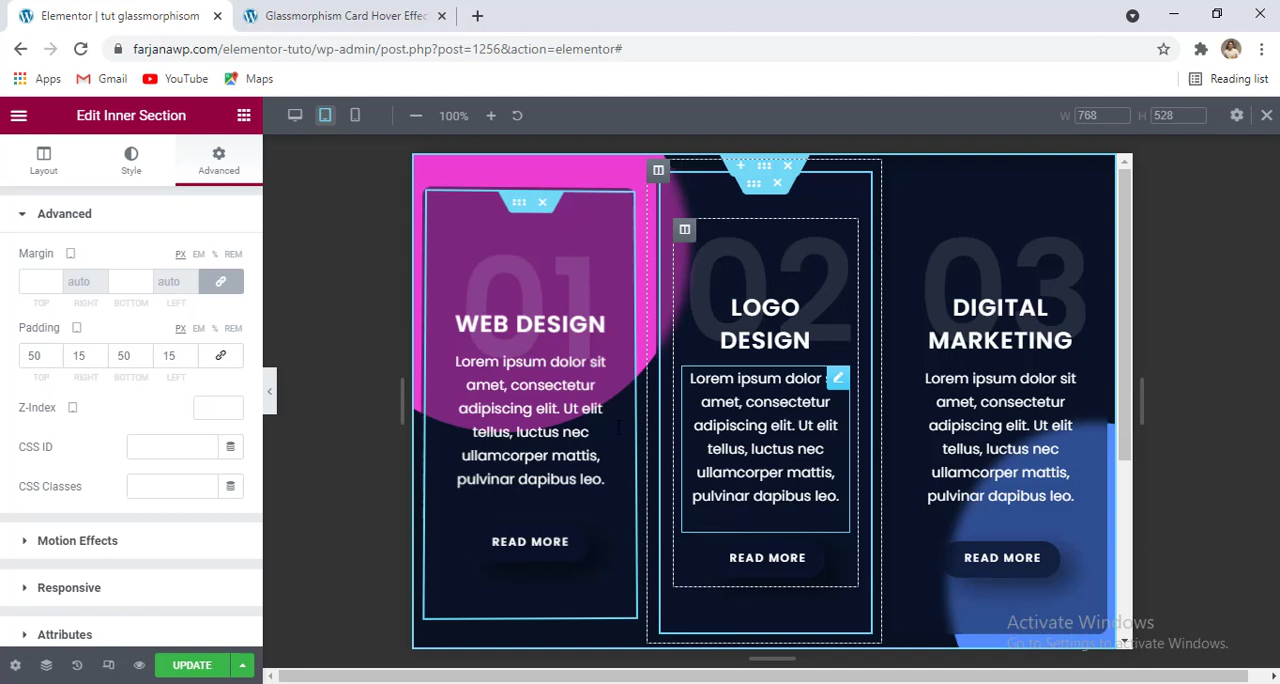 Elementor | tut glassmorphisom
Glassmorphism Card Hover Effec
farjanawp.com/elementor-tuto/wp-admin/post.php?post=1256&action=elementor#
Apps
Gmail
YouTube
Maps
Reading list
Edit Inner Section
100%
W 768
H 528
Layout
Style
Advanced
Advanced
Margin
PX EM % REM
auto
auto
TOP RIGHT BOTTOM LEFT
Padding
PX EM % REM
50 15 50 15
TOP RIGHT BOTTOM LEFT
Z-Index
CSS ID
CSS Classes
Motion Effects
Responsive
Attributes
UPDATE
01
WEB DESIGN
Lorem ipsum dolor sit
amet, consectetur
adipiscing elit. Ut elit
tellus, luctus nec
ullamcorper mattis,
pulvinar dapibus leo.
READ MORE
02
LOGO
DESIGN
Lorem ipsum dolor
amet, consectetur
adipiscing elit. Ut elit
tellus, luctus nec
ullamcorper mattis,
pulvinar dapibus leo.
READ MORE
03
DIGITAL
MARKETING
Lorem ipsum dolor sit
amet, consectetur
adipiscing elit. Ut elit
tellus, luctus nec
ullamcorper mattis,
pulvinar dapibus leo.
READ MORE
Activate Windows
Go to Settings to activate Windows.